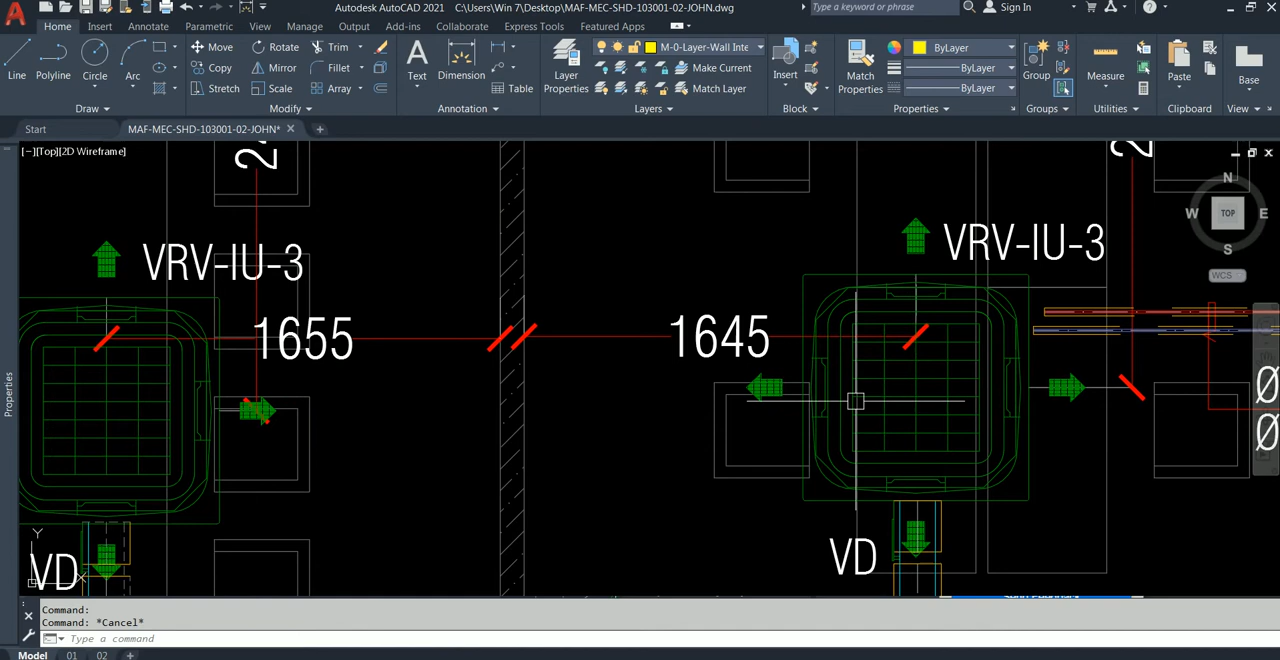 Autodesk AutoCAD 2021 C:\Users\Win 7\Desktop\MAF-MEC-SHD-103001-02-JOHN.dwg
Type a keyword or phrase
Sign In
Home Insert Annotate Parametric View Manage Output Add-ins Collaborate Express Tools Featured Apps
Line
Polyline
Circle
Arc
Move
Rotate
Trim
Copy
Mirror
Fillet
Stretch
Scale
Array
Text
Dimension
Table
Layer
Properties
M-0-Layer-Wall Inte
Make Current
Match Layer
Insert
Match
Properties
ByLayer
ByLayer
ByLayer
Group
Measure
Paste
Base
Draw
Modify
Annotation
Layers
Block
Properties
Groups
Utilities
Clipboard
View
Start
MAF-MEC-SHD-103001-02-JOHN*
[−][Top][2D Wireframe]
N
W
TOP
E
S
WCS
VRV-IU-3
VRV-IU-3
1655
1645
Ø
Ø
VD
VD
Y
X
Properties
Command:
Command: *Cancel*
Type a command
Model
01
02